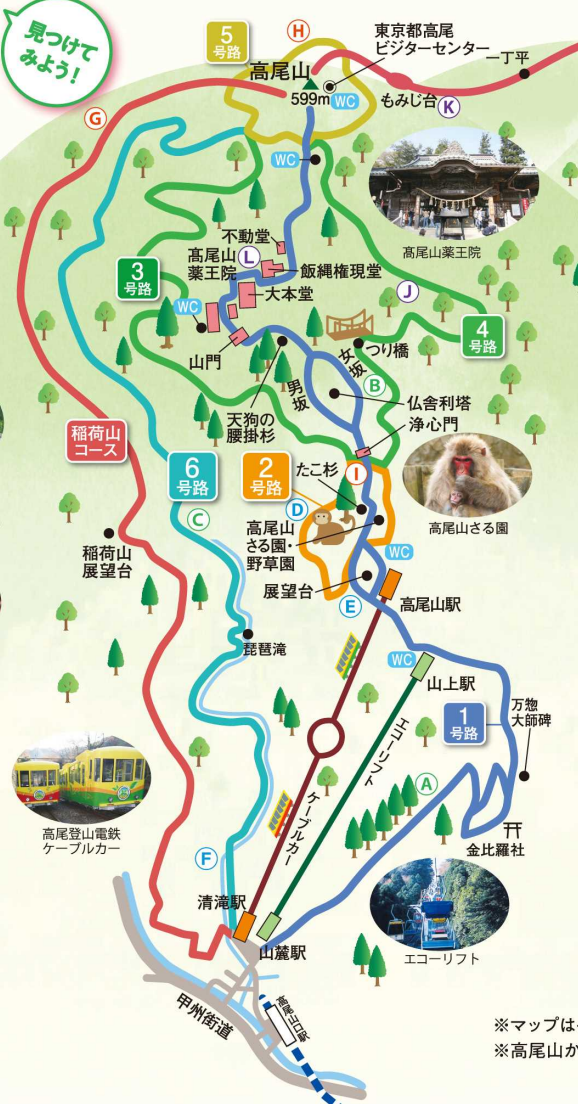 見つけて
みよう!
5
号路
H
東京都高尾
ビジターセンター
一丁平
高尾山
599m
WC
もみじ台
K
G
WC
高尾山薬王院
不動堂
髙尾山
薬王院
L
飯縄権現堂
3
号路
WC
大本堂
J
4
号路
山門
つり橋
女坂
男坂
B
天狗の
腰掛杉
仏舎利塔
浄心門
稲荷山
コース
6
号路
2
号路
たこ杉
I
C
D
高尾山
さる園・
野草園
高尾山さる園
WC
稲荷山
展望台
展望台
E
高尾山駅
琵琶滝
WC
山上駅
1
号路
万惣
大師碑
エコーリフト
A
ケーブルカー
高尾登山電鉄
ケーブルカー
金比羅社
F
清滝駅
山麓駅
エコーリフト
甲州街道
高尾山口駅
※マップは
※高尾山か